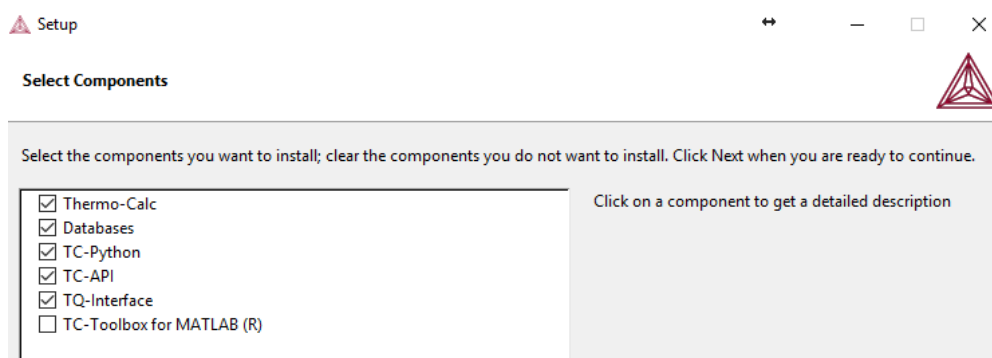 Setup
Select Components
Select the components you want to install; clear the components you do not want to install. Click Next when you are ready to continue.
Thermo-Calc
Click on a component to get a detailed description
Databases
TC-Python
TC-API
TQ-Interface
TC-Toolbox for MATLAB (R)